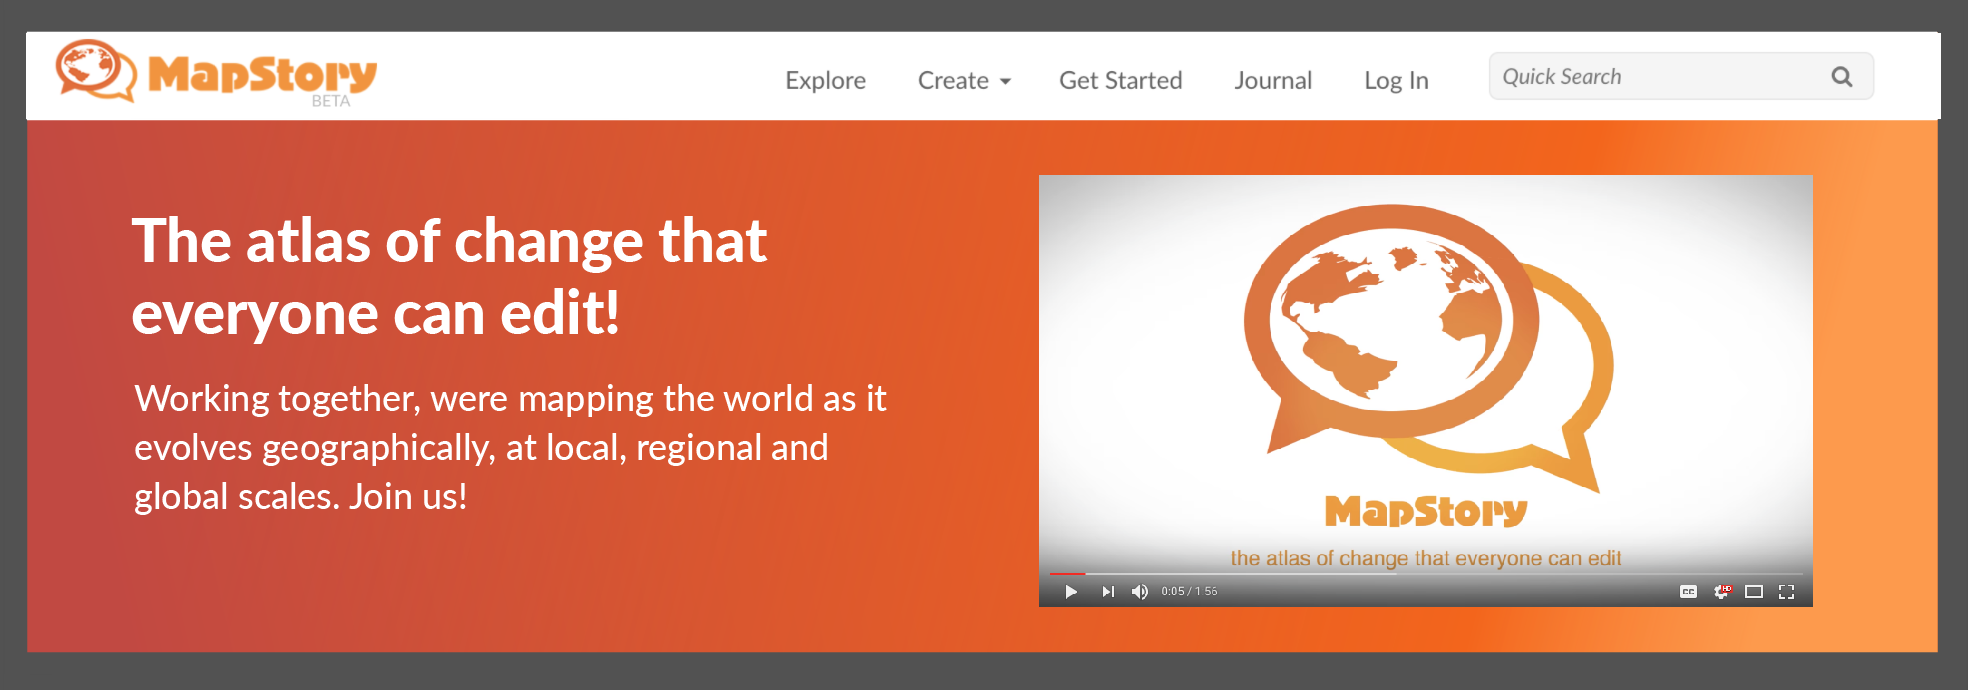 MapStory
BETA
Explore
Create
Get Started
Journal
Log In
Quick Search
The atlas of change that
everyone can edit!
Working together, were mapping the world as it
evolves geographically, at local, regional and
global scales. Join us!
MapStory
the atlas of change that everyone can edit
0:05 / 1:56
CC
HD